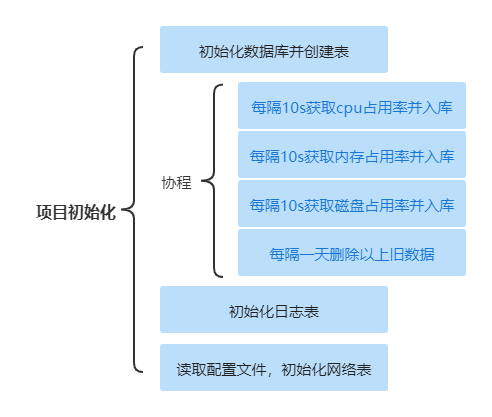 初始化数据库并创建表
每隔10s获取cpu占用率并入库
每隔10s获取内存占用率并入库
协程
每隔10s获取磁盘占用率并入库
项目初始化
每隔一天删除以上旧数据
初始化日志表
读取配置文件，初始化网络表